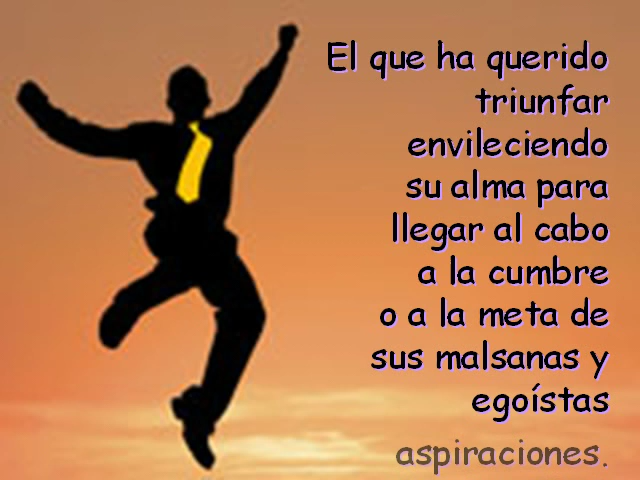 El que ha querido
triunfar
envileciendo
su alma para
llegar al cabo
a la cumbre
o a la meta de
sus malsanas y
egoístas
aspiraciones.